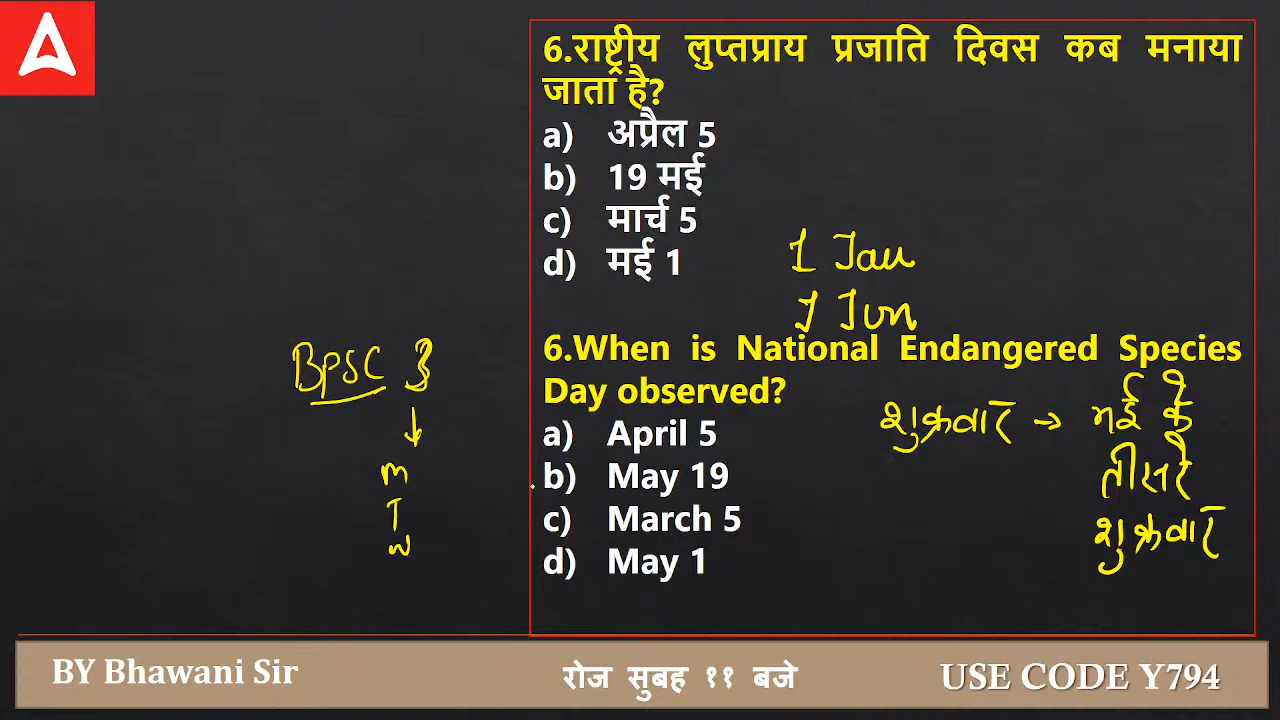 6.राष्ट्रीय लुप्तप्राय प्रजाति दिवस कब मनाया
जाता है?
a) अप्रैल 5
b) 19 मई
c) मार्च 5
d) मई 1
1 Jan
1 Jun
6.When is National Endangered Species
Day observed?
a) April 5
b) May 19
c) March 5
d) May 1
शुक्रवार → मई के
तीसरे
शुक्रवार
BPSC 3
↓
m
T
w
BY Bhawani Sir
रोज सुबह ११ बजे
USE CODE Y794